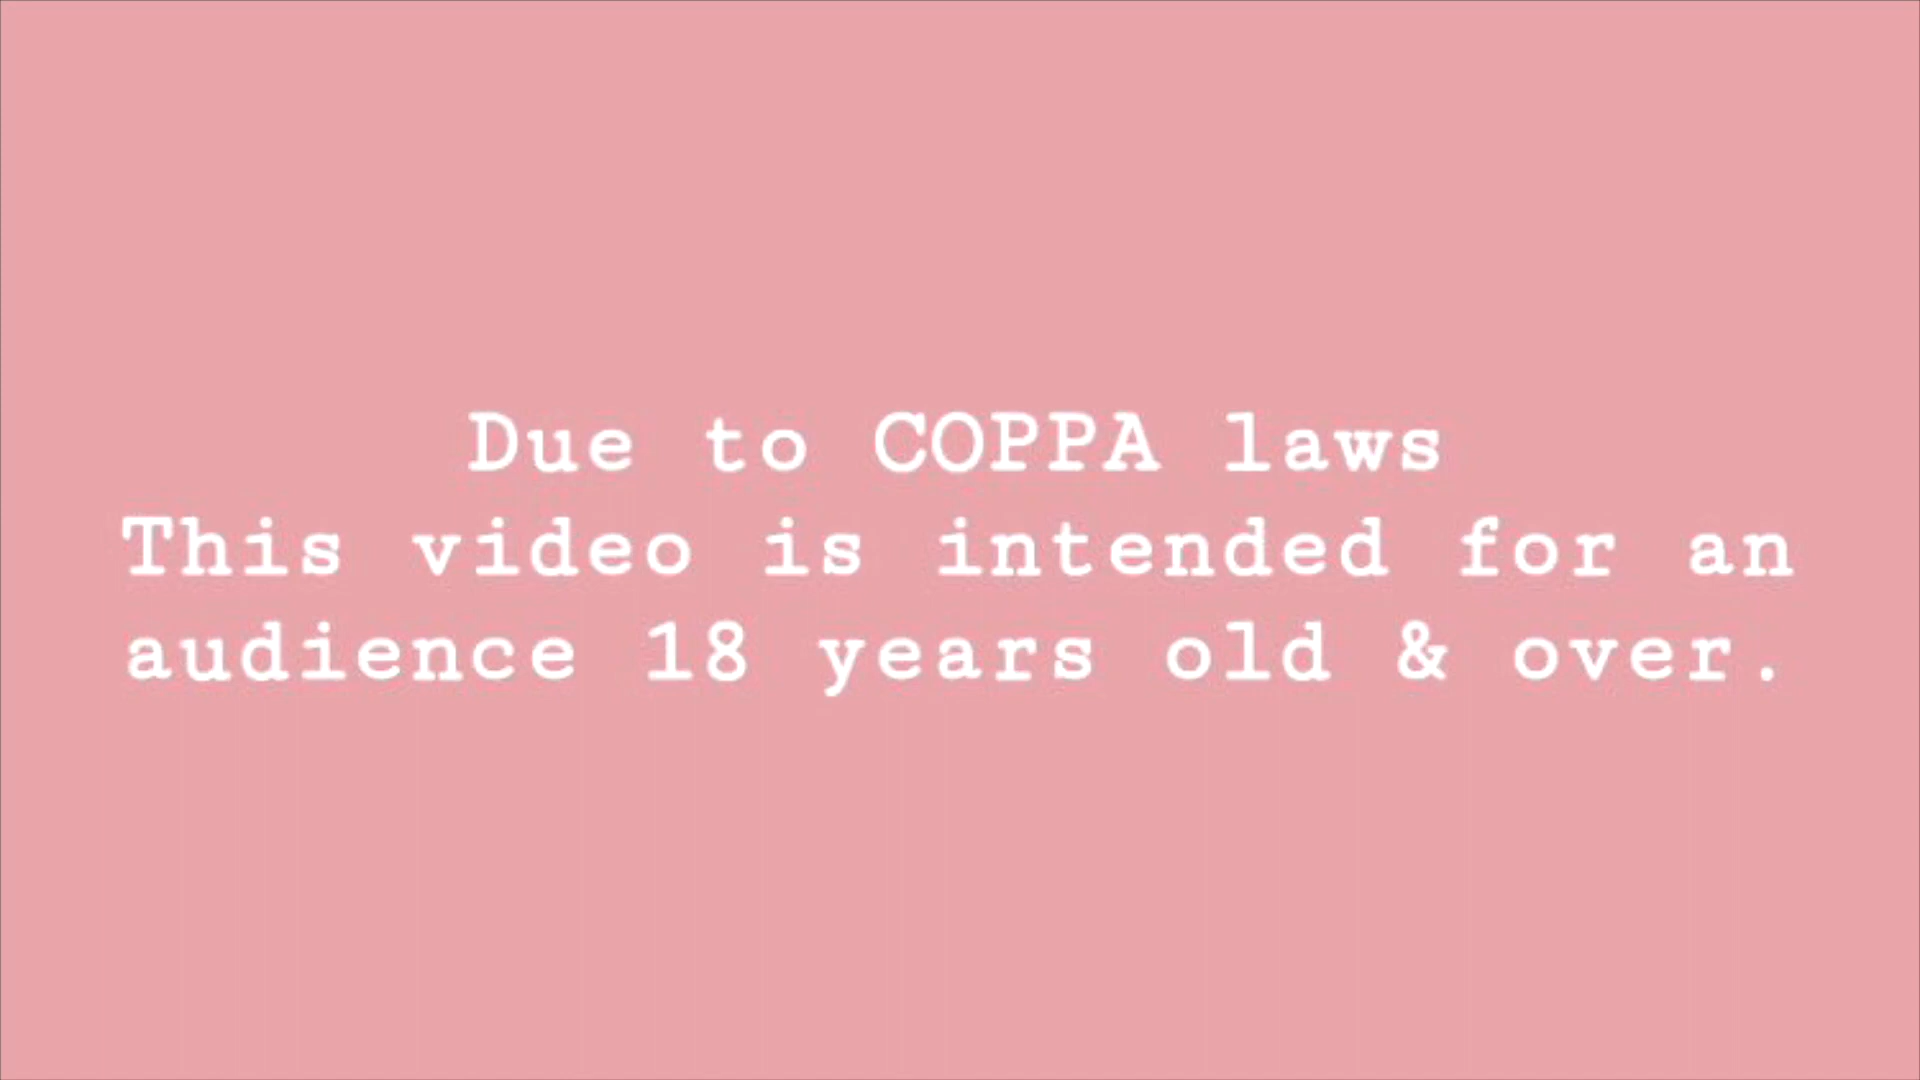 Due to COPPA laws
This video is intended for an
audience 18 years old & over.